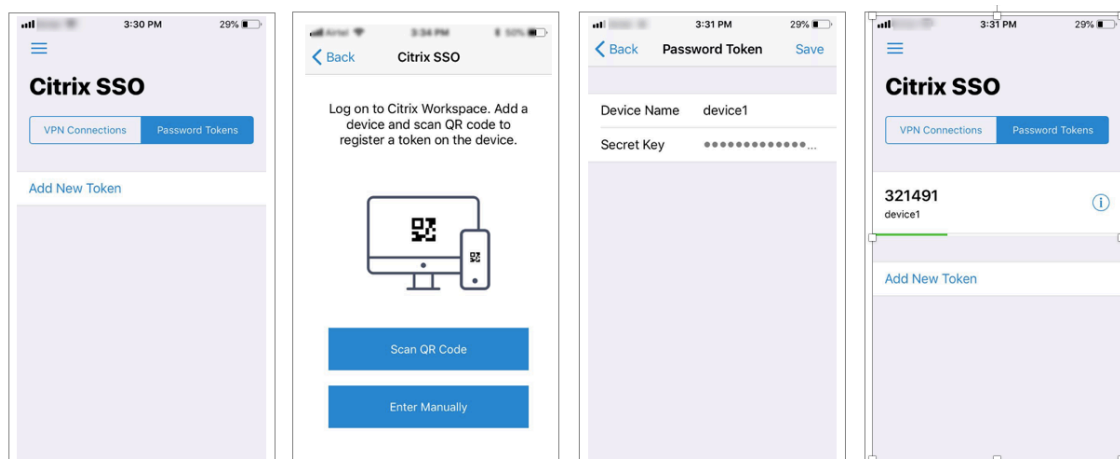 3:30 PM
29%
Citrix SSO
VPN Connections
Password Tokens
Add New Token
3:34 PM
50%
Back
Citrix SSO
Log on to Citrix Workspace. Add a
device and scan QR code to
register a token on the device.
Scan QR Code
Enter Manually
3:31 PM
29%
Back
Password Token
Save
Device Name
device1
Secret Key
●●●●●●●●●●●●●...
3:31 PM
29%
Citrix SSO
VPN Connections
Password Tokens
321491
device1
Add New Token